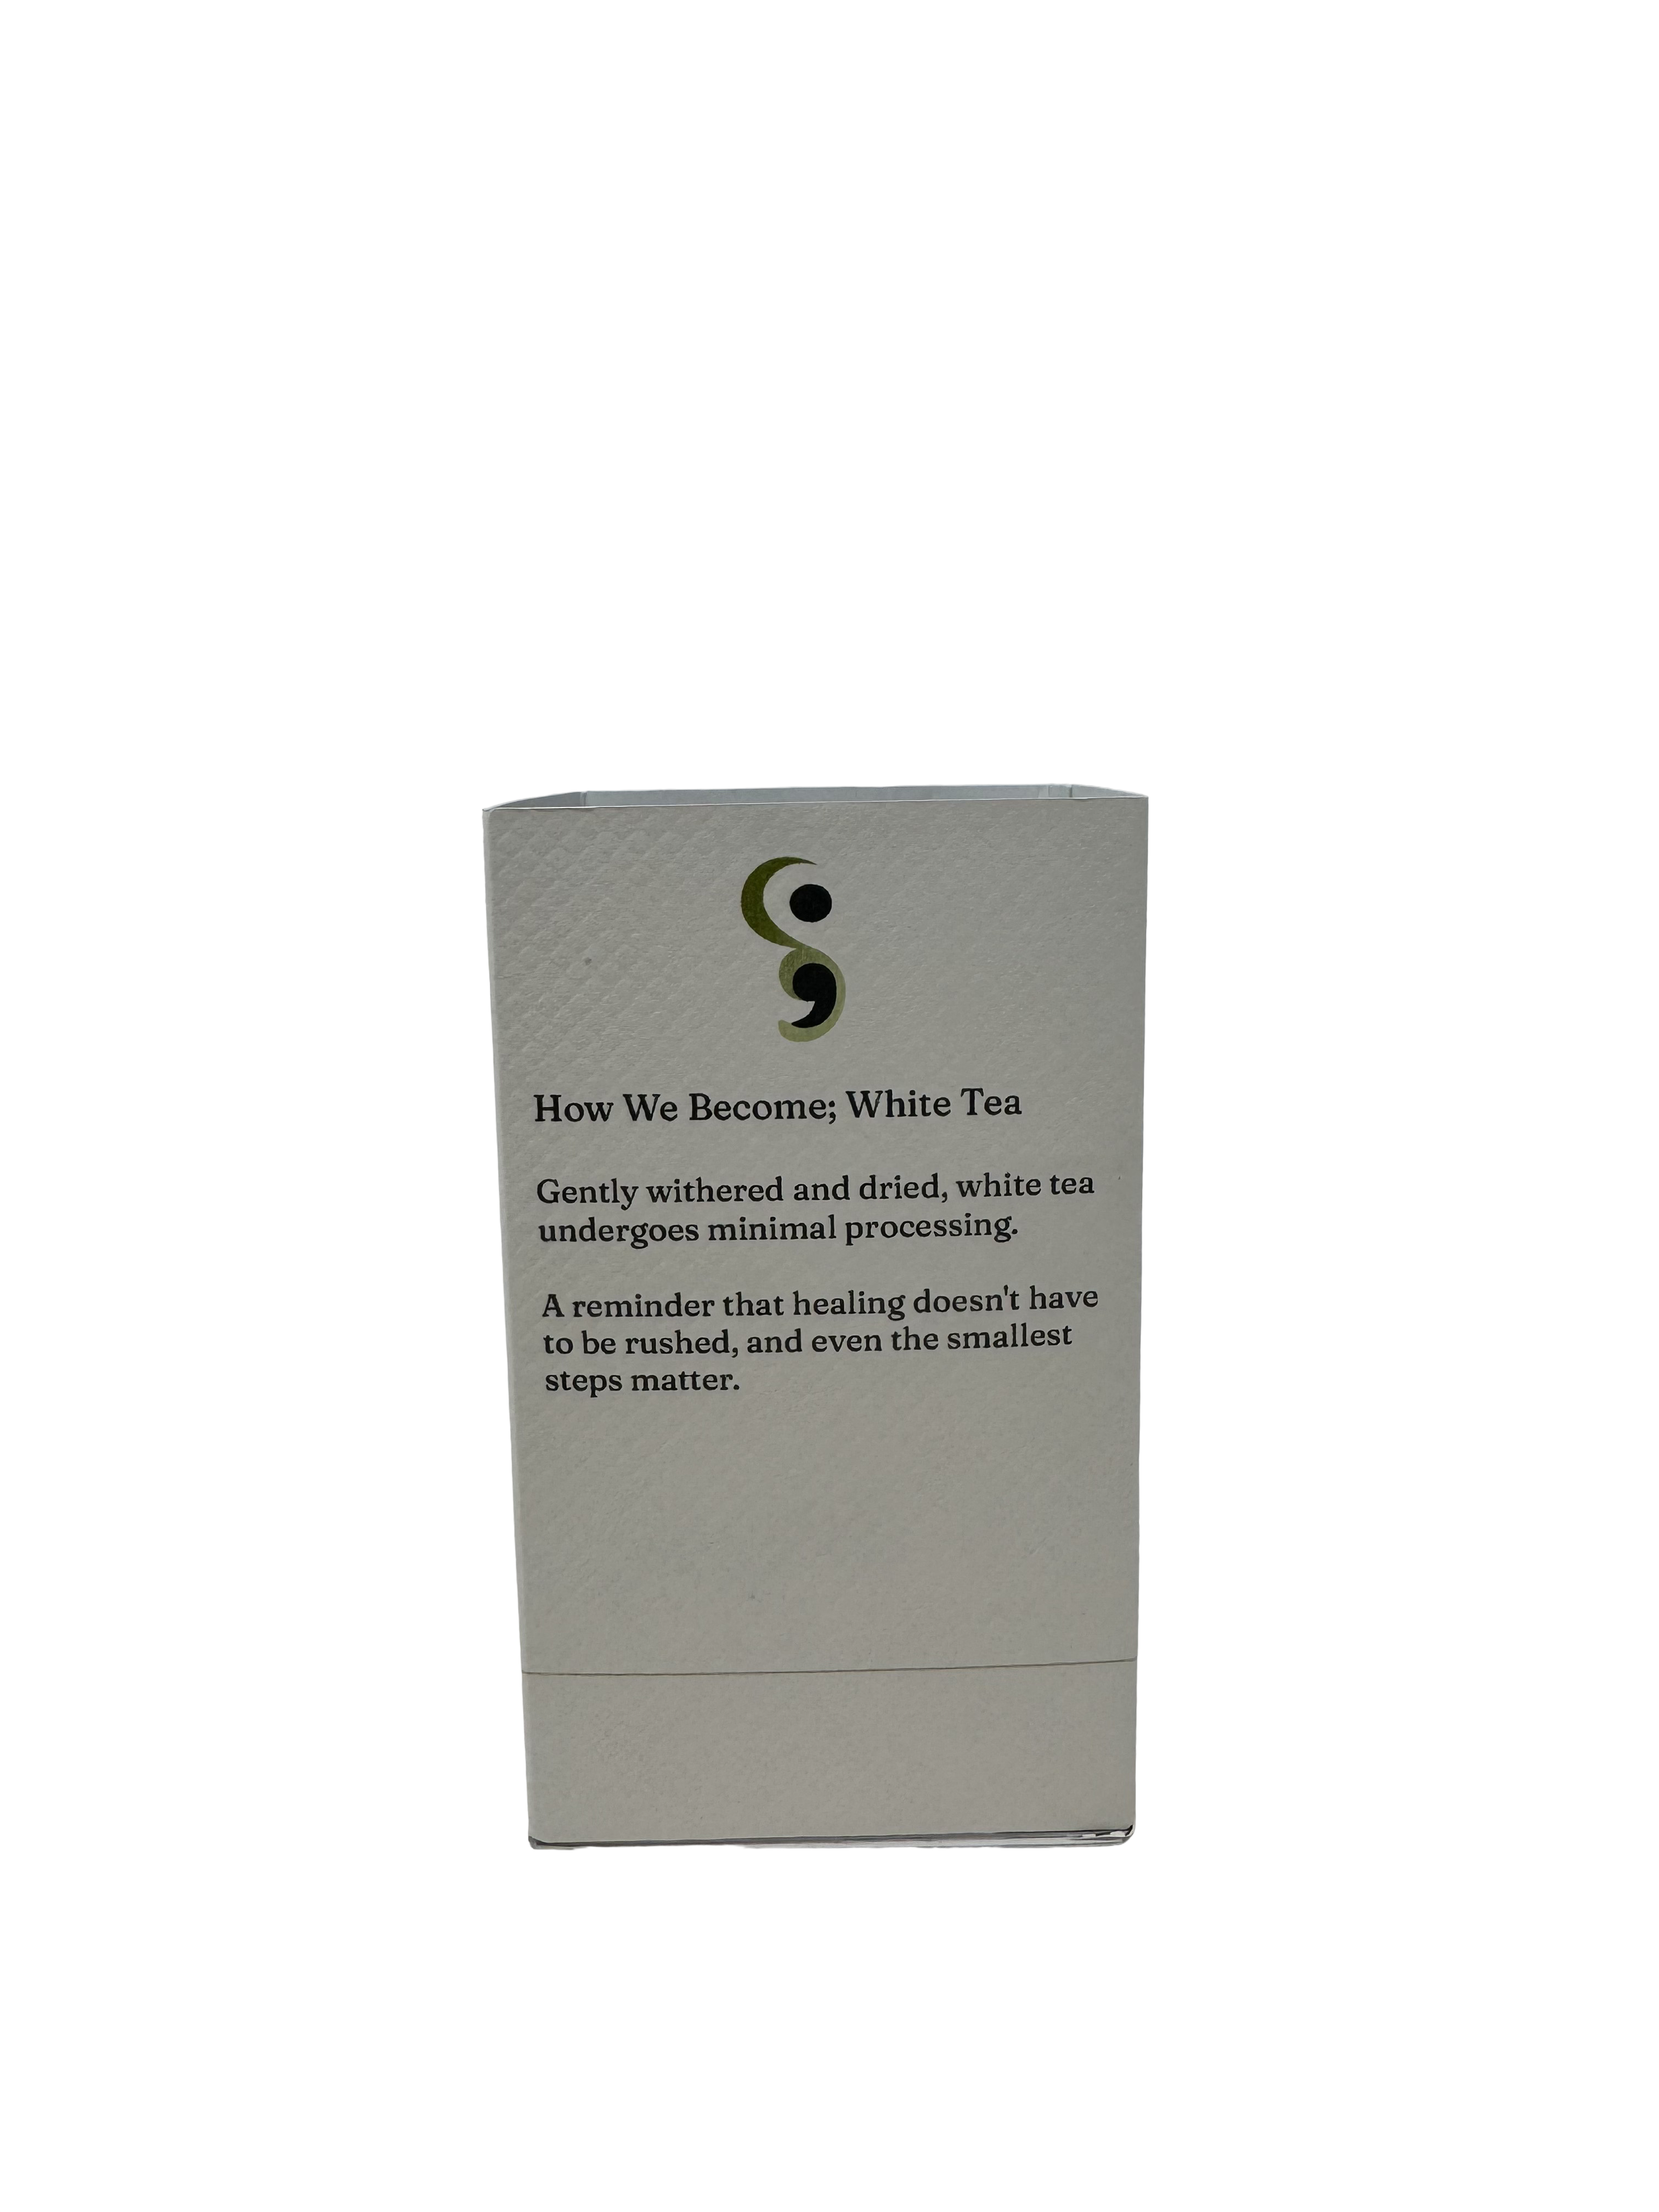 How We Become; White Tea
Gently withered and dried, white tea
undergoes minimal processing.
A reminder that healing doesn't have
to be rushed, and even the smallest
steps matter.